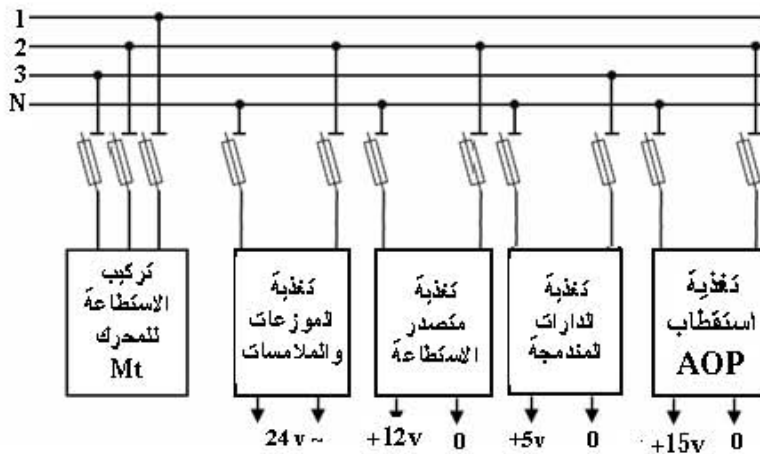 1
2
3
N
تركيب
الاستطاعة
للمحرك
Mt
تغذية
الموزعات
والملامسات
24 v ~
تغذية
متصدر
الاستطاعة
+12v 0
تغذية
الدارات
المندمجة
+5v 0
تغذية
استقطاب
AOP
+15v 0